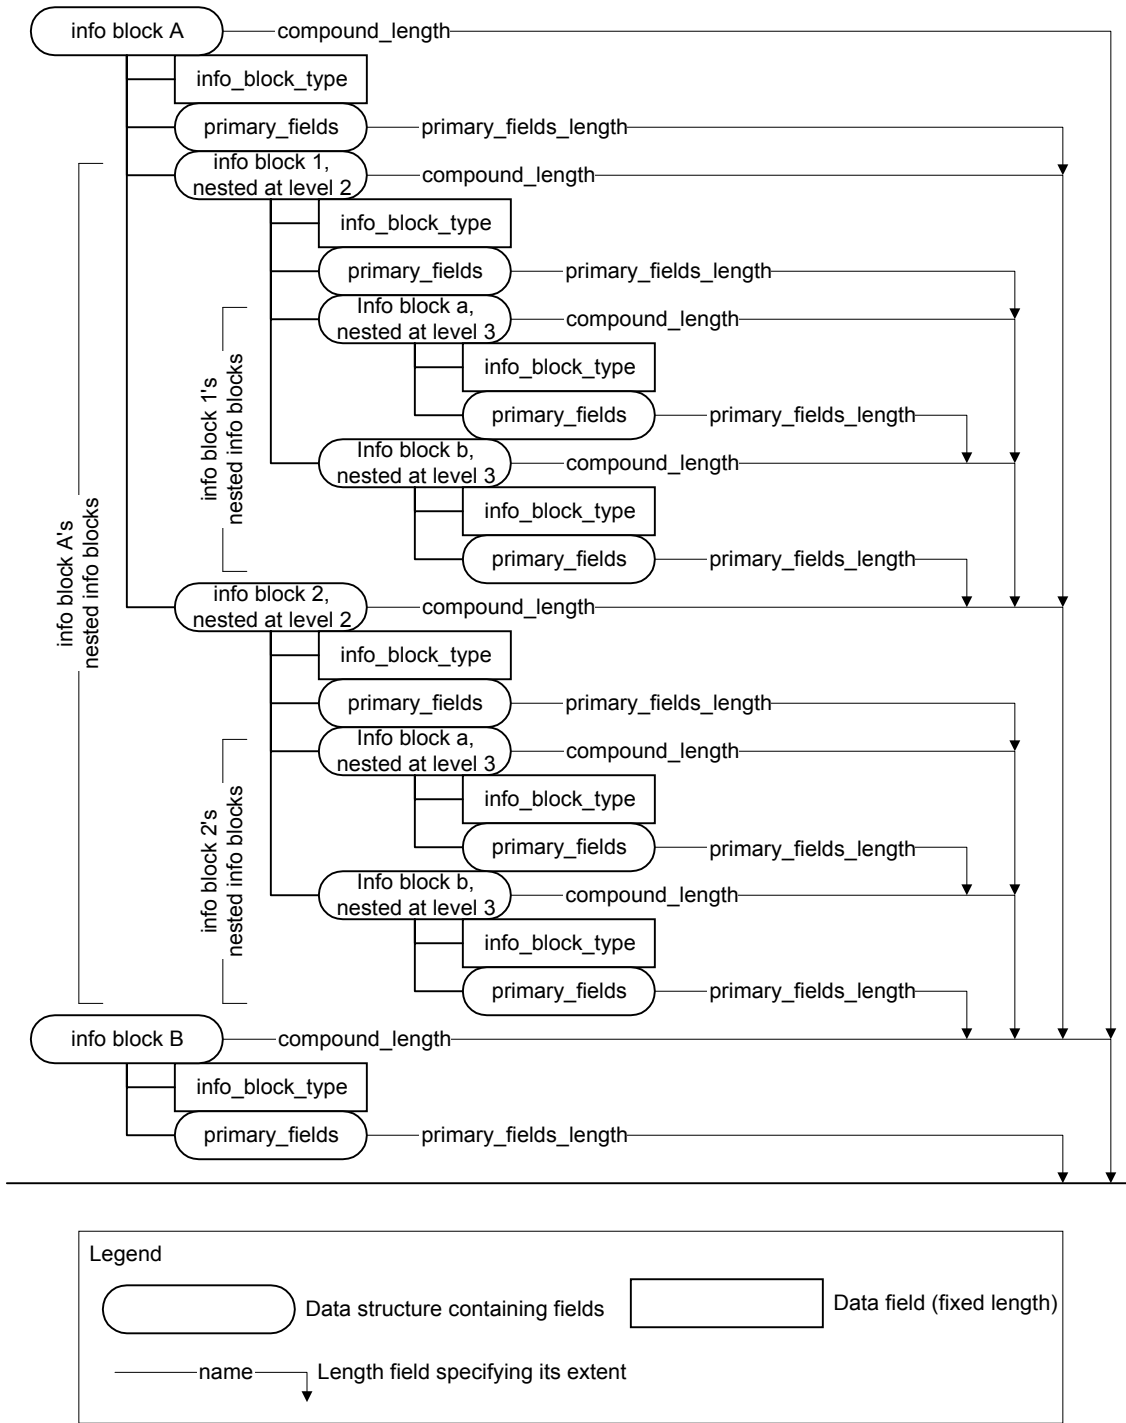 info block A
compound_length
info_block_type
primary_fields
primary_fields_length
info block 1,
nested at level 2
compound_length
info_block_type
primary_fields
primary_fields_length
Info block a,
nested at level 3
compound_length
info_block_type
primary_fields
primary_fields_length
Info block b,
nested at level 3
compound_length
info_block_type
primary_fields
primary_fields_length
info block 1's
nested info blocks
info block A's
nested info blocks
info block 2,
nested at level 2
compound_length
info_block_type
primary_fields
primary_fields_length
Info block a,
nested at level 3
compound_length
info_block_type
primary_fields
primary_fields_length
Info block b,
nested at level 3
compound_length
info_block_type
primary_fields
primary_fields_length
info block 2's
nested info blocks
info block B
compound_length
info_block_type
primary_fields
primary_fields_length
Legend
Data structure containing fields
Data field (fixed length)
name
Length field specifying its extent